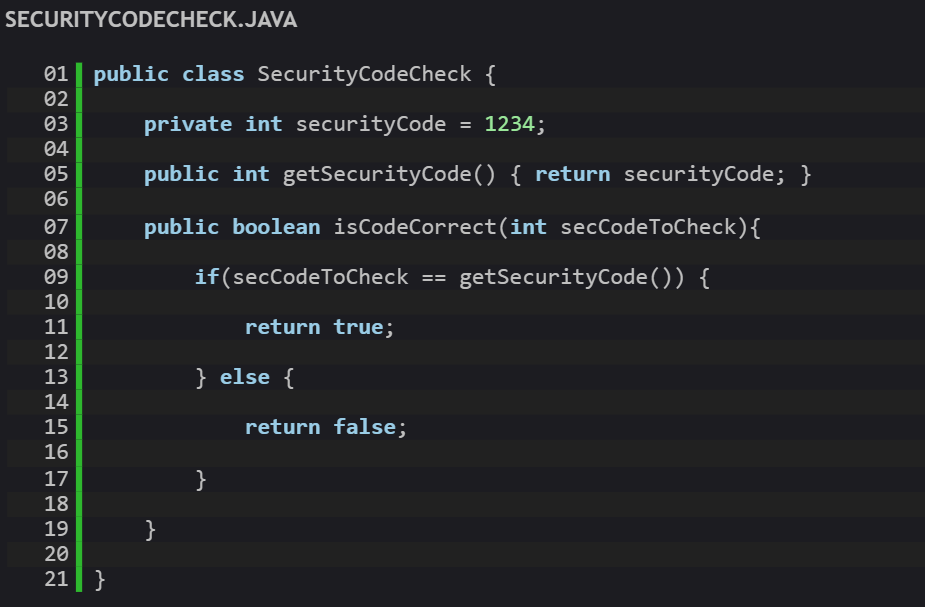 SECURITYCODECHECK.JAVA
01 public class SecurityCodeCheck {
02
03     private int securityCode = 1234;
04
05     public int getSecurityCode() { return securityCode; }
06
07     public boolean isCodeCorrect(int secCodeToCheck){
08
09         if(secCodeToCheck == getSecurityCode()) {
10
11             return true;
12
13         } else {
14
15             return false;
16
17         }
18
19     }
20
21 }